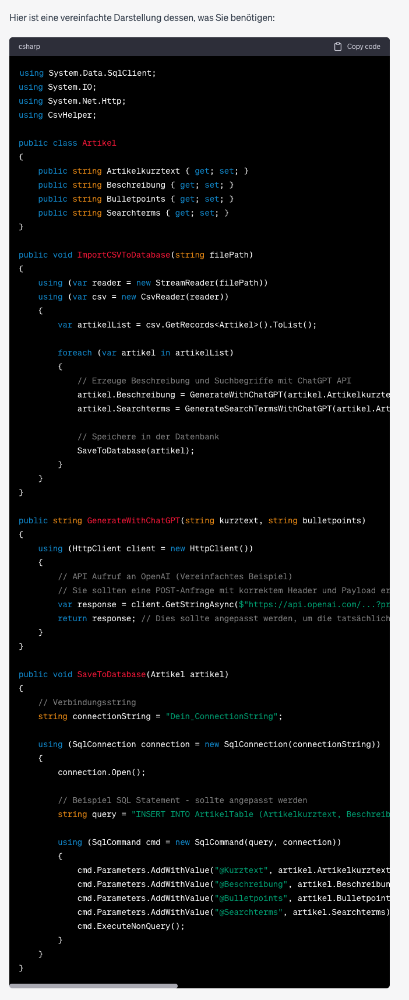 Hier ist eine vereinfachte Darstellung dessen, was Sie benötigen:
csharp
Copy code
using System.Data.SqlClient;
using System.IO;
using System.Net.Http;
using CsvHelper;
public class Artikel
{
    public string Artikelkurztext { get; set; }
    public string Beschreibung { get; set; }
    public string Bulletpoints { get; set; }
    public string Searchterms { get; set; }
}
public void ImportCSVToDatabase(string filePath)
{
    using (var reader = new StreamReader(filePath))
    using (var csv = new CsvReader(reader))
    {
        var artikelList = csv.GetRecords<Artikel>().ToList();
        foreach (var artikel in artikelList)
        {
            // Erzeuge Beschreibung und Suchbegriffe mit ChatGPT API
            artikel.Beschreibung = GenerateWithChatGPT(artikel.Artikelkurzte
            artikel.Searchterms = GenerateSearchTermsWithChatGPT(artikel.Art
            // Speichere in der Datenbank
            SaveToDatabase(artikel);
        }
    }
}
public string GenerateWithChatGPT(string kurztext, string bulletpoints)
{
    using (HttpClient client = new HttpClient())
    {
        // API Aufruf an OpenAI (Vereinfachtes Beispiel)
        // Sie sollten eine POST-Anfrage mit korrektem Header und Payload er
        var response = client.GetStringAsync($"https://api.openai.com/...?pr
        return response; // Dies sollte angepasst werden, um die tatsächlich
    }
}
public void SaveToDatabase(Artikel artikel)
{
    // Verbindungsstring
    string connectionString = "Dein_ConnectionString";
    using (SqlConnection connection = new SqlConnection(connectionString))
    {
        connection.Open();
        // Beispiel SQL Statement - sollte angepasst werden
        string query = "INSERT INTO ArtikelTable (Artikelkurztext, Beschreib
        using (SqlCommand cmd = new SqlCommand(query, connection))
        {
            cmd.Parameters.AddWithValue("@Kurztext", artikel.Artikelkurztext
            cmd.Parameters.AddWithValue("@Beschreibung", artikel.Beschreibun
            cmd.Parameters.AddWithValue("@Bulletpoints", artikel.Bulletpoint
            cmd.Parameters.AddWithValue("@Searchterms", artikel.Searchterms)
            cmd.ExecuteNonQuery();
        }
    }
}